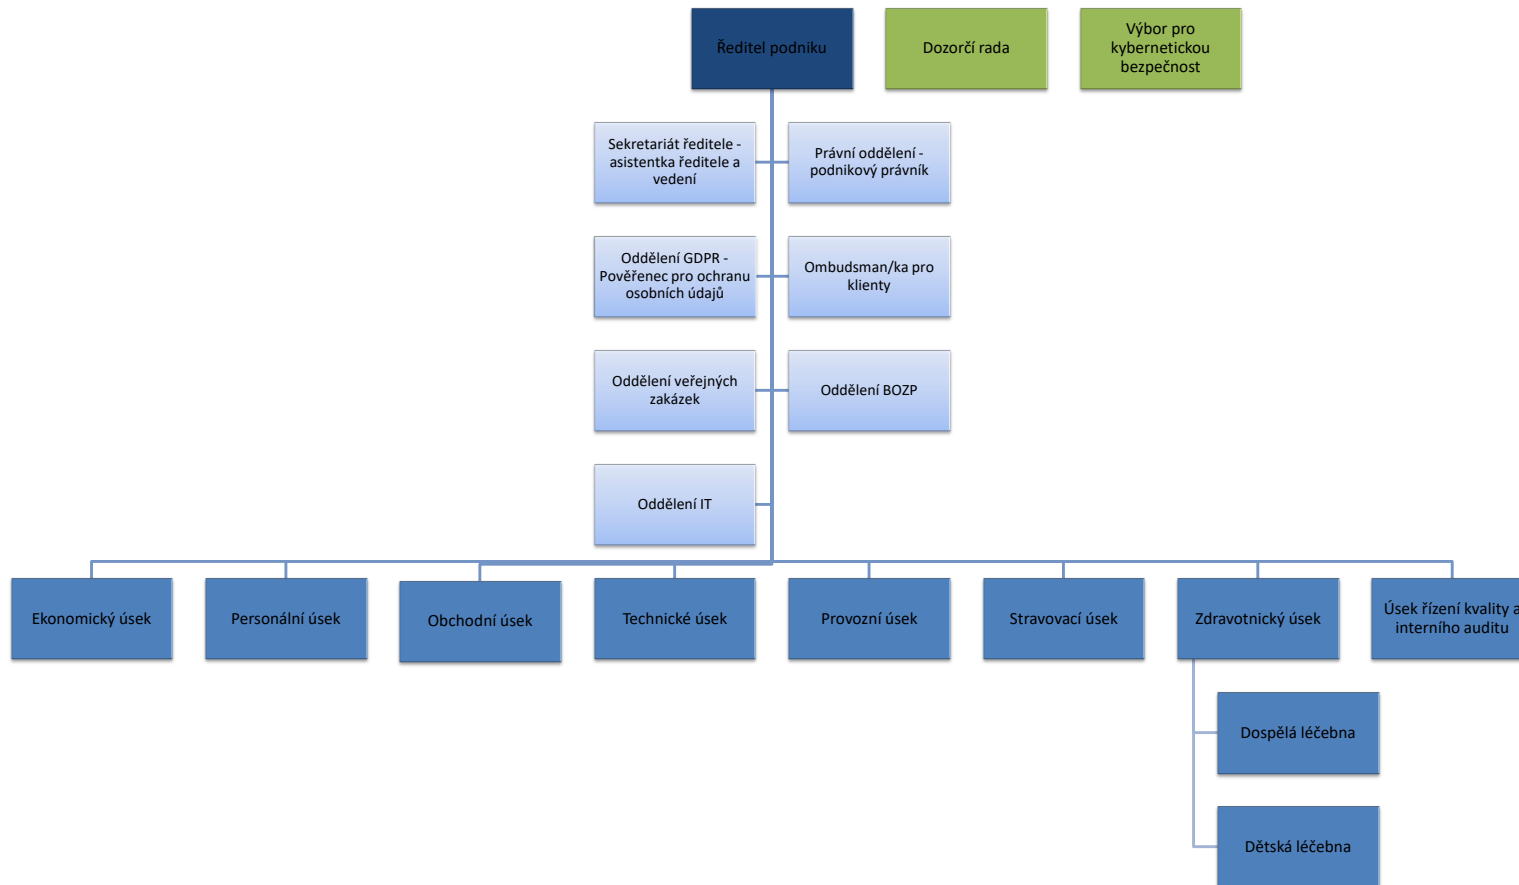 Ředitel podniku
Dozorčí rada
Výbor pro
kybernetickou
bezpečnost
Sekretariát ředitele -
asistentka ředitele a
vedení
Právní oddělení -
podnikový právník
Oddělení GDPR -
Pověřenec pro ochranu
osobních údajů
Ombudsman/ka pro
klienty
Oddělení veřejných
zakázek
Oddělení BOZP
Oddělení IT
Ekonomický úsek
Personální úsek
Obchodní úsek
Technické úsek
Provozní úsek
Stravovací úsek
Zdravotnický úsek
Úsek řízení kvality a
interního auditu
Dospělá léčebna
Dětská léčebna